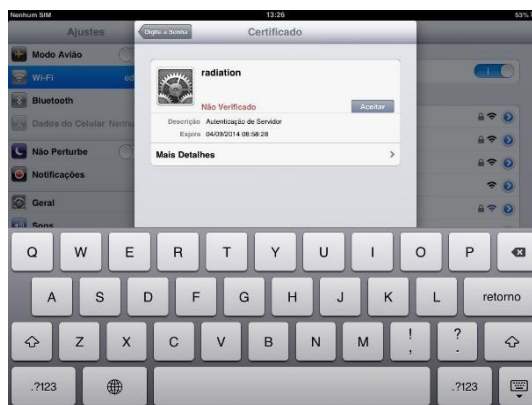 Nenhum SIM 13:26 53%
Ajustes Digite a Senha Certificado
Modo Avião
Wi-Fi ed
Bluetooth
Dados do Celular Nenhu
Não Perturbe
Notificações
Geral
Sons
radiation
Não Verificado Aceitar
Descrição Autenticação de Servidor
Expira 04/09/2014 08:58:28
Mais Detalhes
Q W E R T Y U I O P
A S D F G H J K L retorno
Z X C V B N M ! , ? .
.?123 .?123